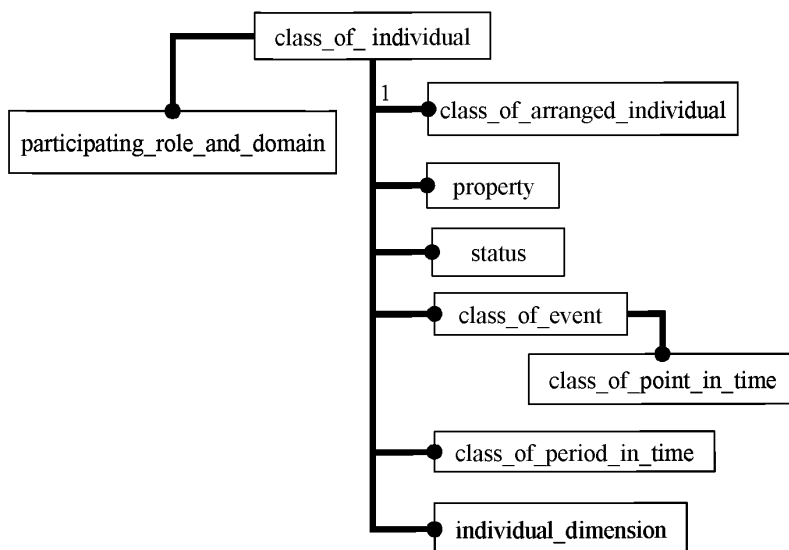 class_of_ individual
1
class_of_arranged_individual
participating_role_and_domain
property
status
class_of_event
class_of_point_in_time
class_of_period_in_time
individual_dimension